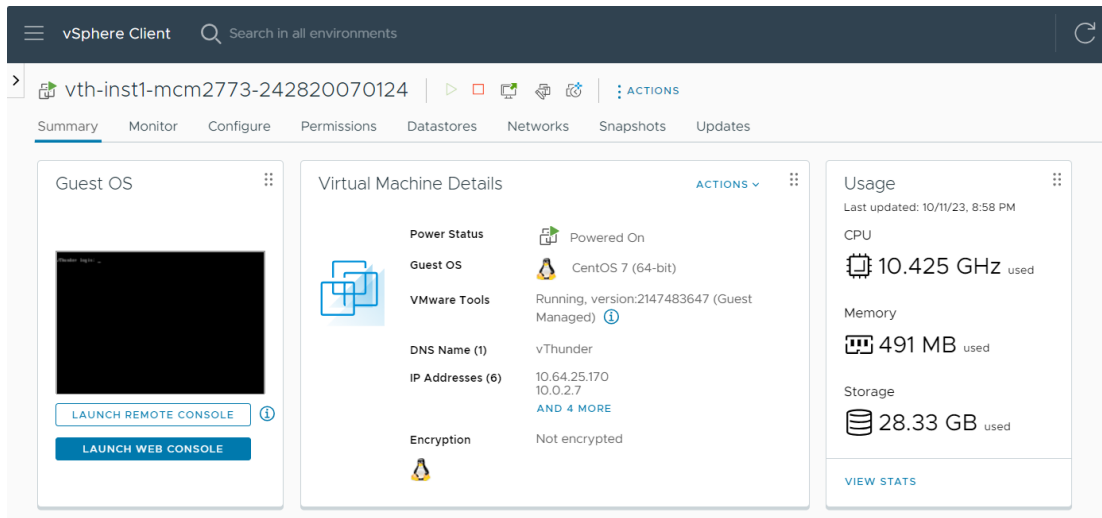 vSphere Client
Search in all environments
vth-inst1-mcm2773-242820070124
ACTIONS
Summary Monitor Configure Permissions Datastores Networks Snapshots Updates
Guest OS
vThunder login: _
LAUNCH REMOTE CONSOLE
LAUNCH WEB CONSOLE
Virtual Machine Details
ACTIONS
Power Status Powered On
Guest OS CentOS 7 (64-bit)
VMware Tools Running, version:2147483647 (Guest
Managed)
DNS Name (1) vThunder
IP Addresses (6) 10.64.25.170
10.0.2.7
AND 4 MORE
Encryption Not encrypted
Usage
Last updated: 10/11/23, 8:58 PM
CPU
10.425 GHz used
Memory
491 MB used
Storage
28.33 GB used
VIEW STATS